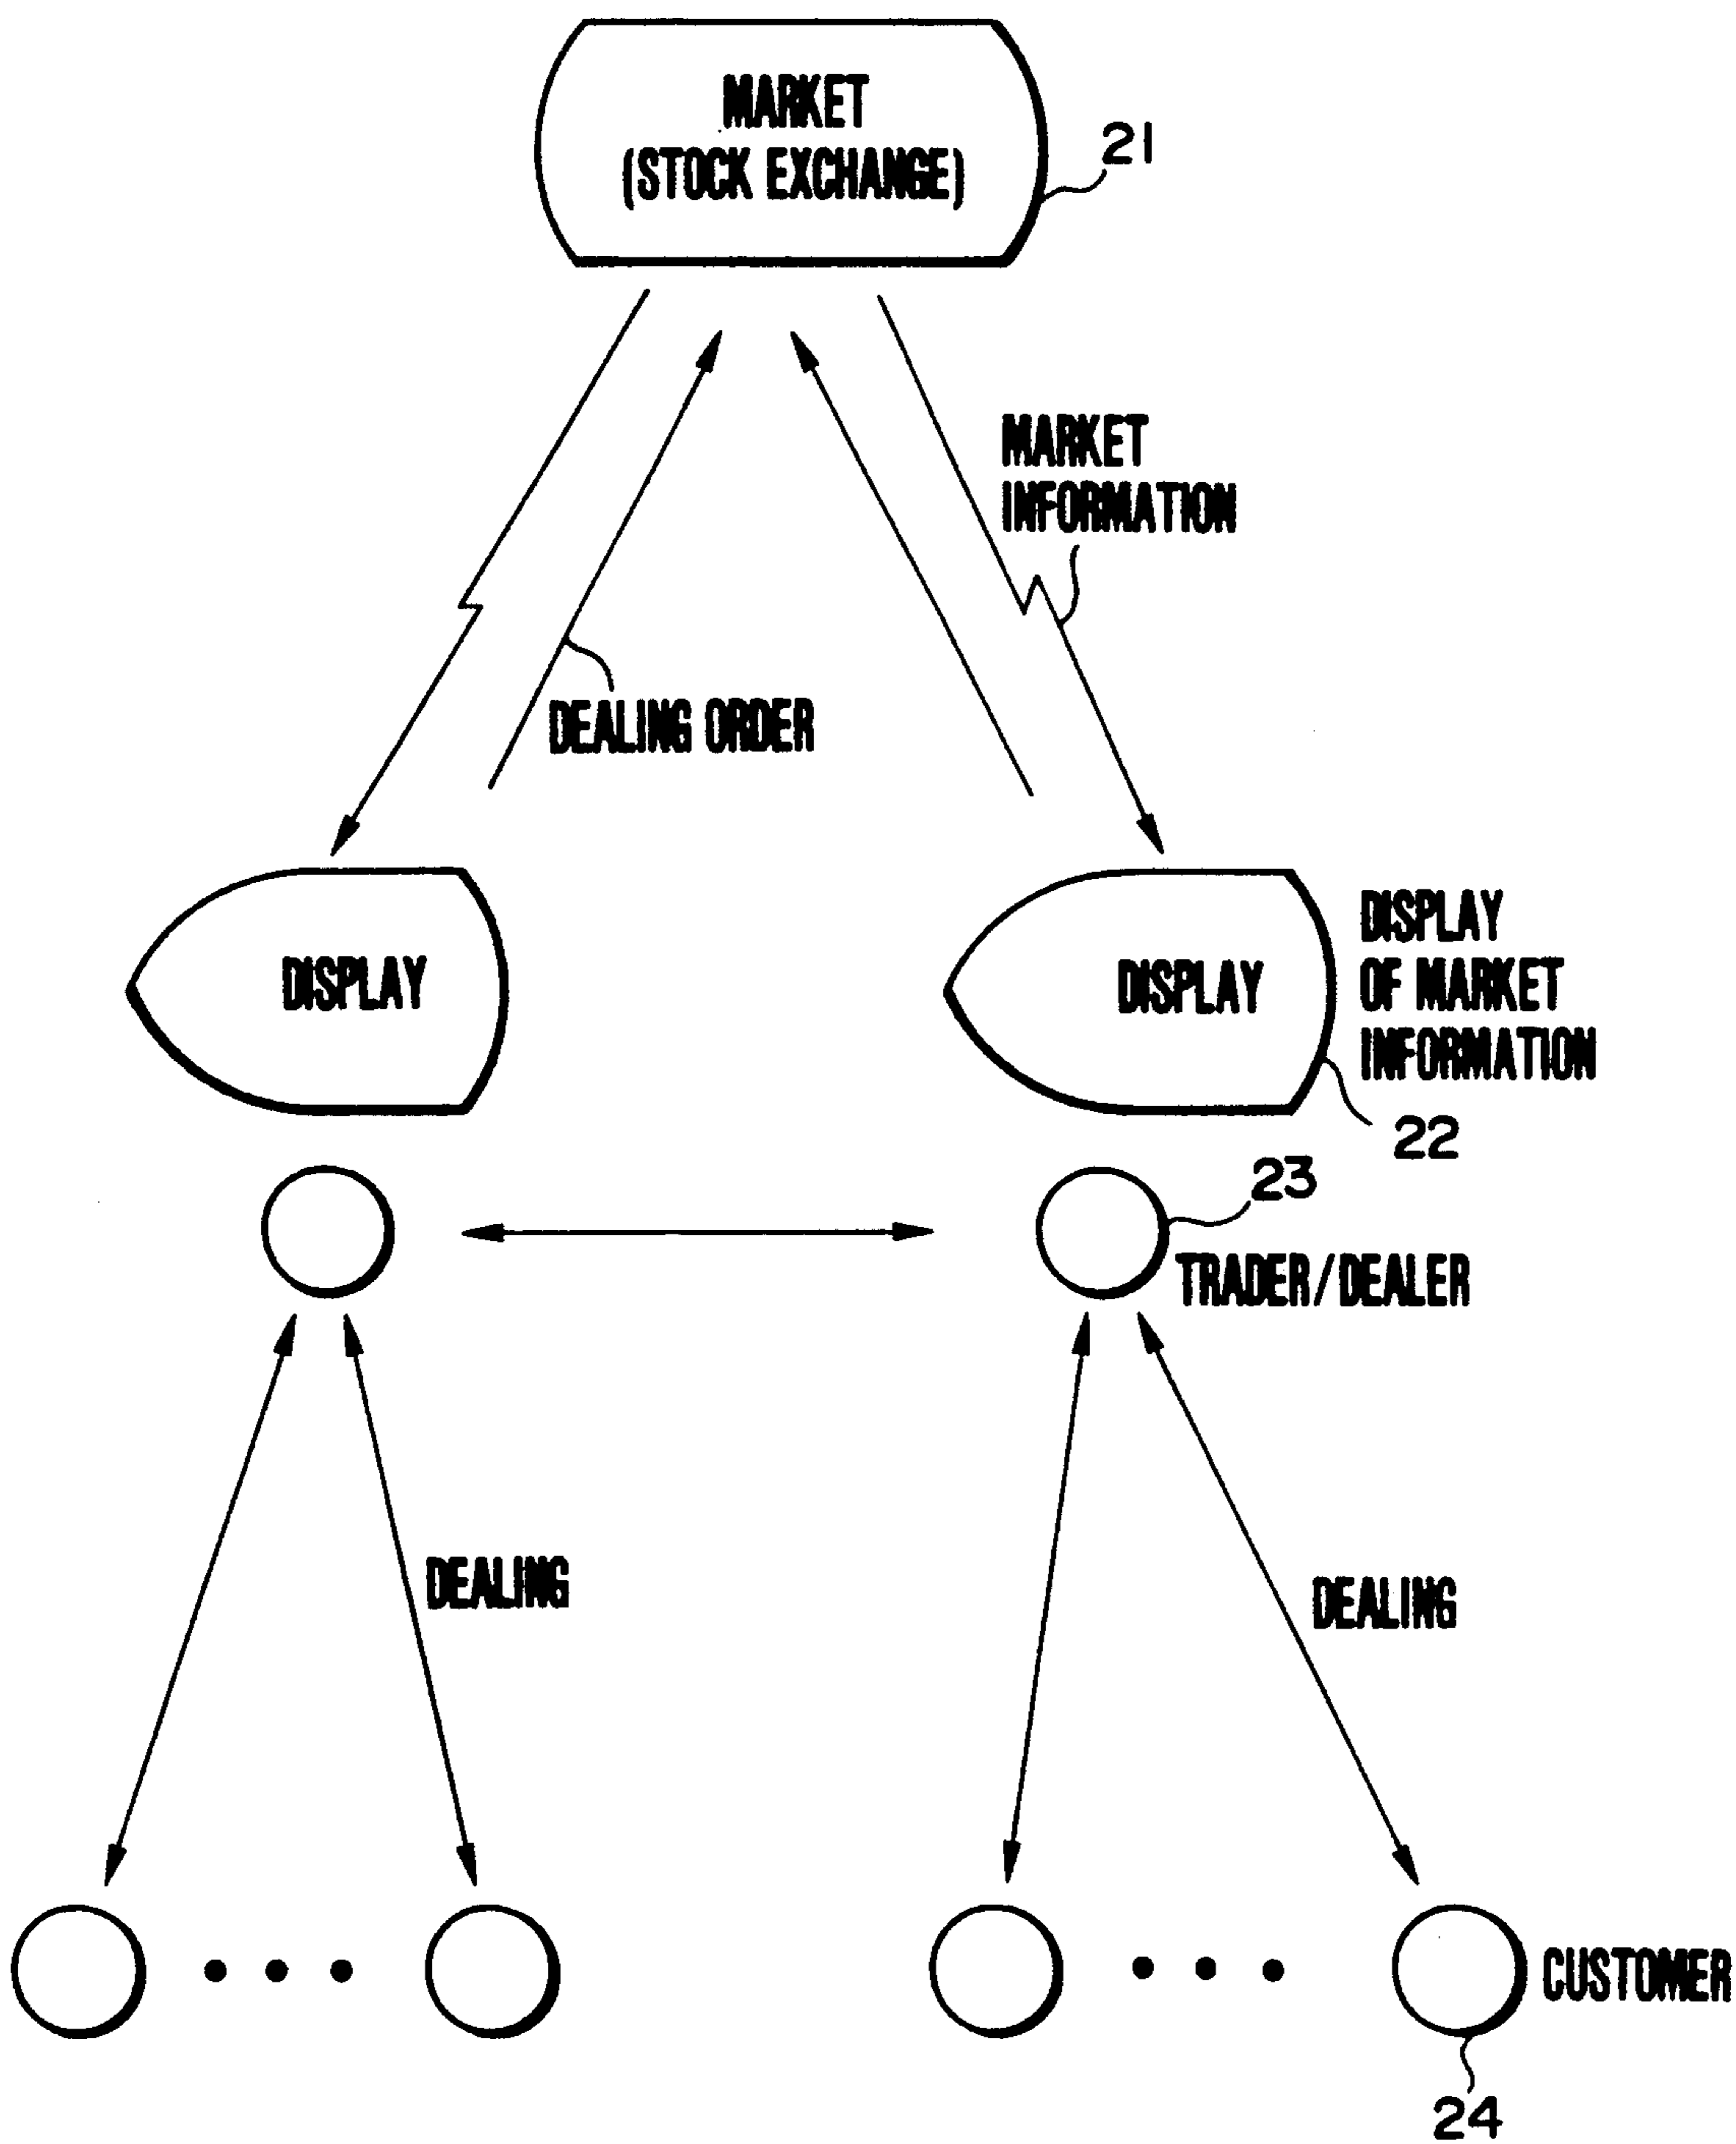 MARKET
(STOCK EXCHANGE)
21
MARKET
INFORMATION
DEALING ORDER
DISPLAY
DISPLAY
DISPLAY
OF MARKET
INFORMATION
22
23
TRADER/DEALER
DEALING
DEALING
CUSTOMER
24